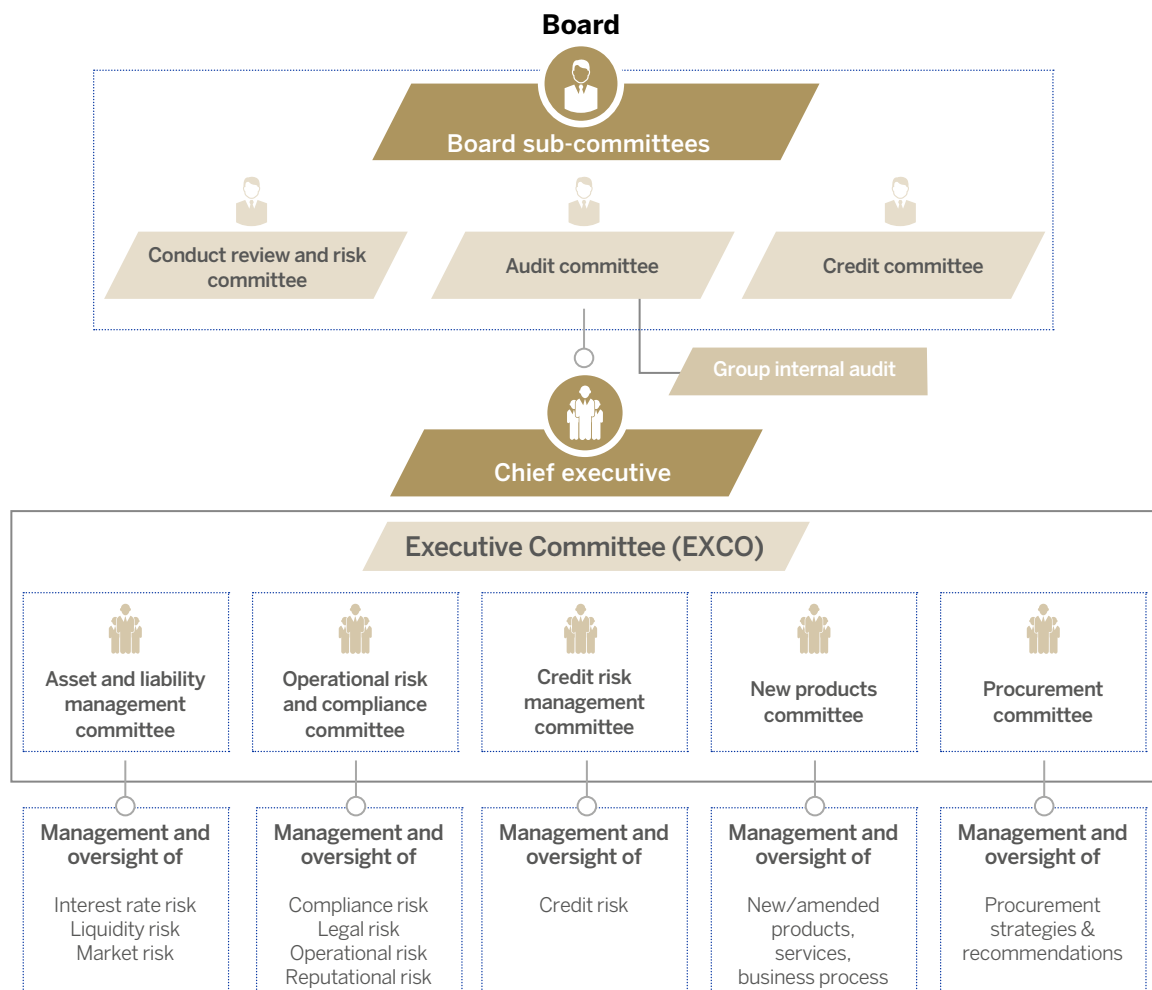 Board
Board sub-committees
Conduct review and risk
committee
Audit committee
Credit committee
Group internal audit
Chief executive
Executive Committee (EXCO)
Asset and liability
management
committee
Operational risk
and compliance
committee
Credit risk
management
committee
New products
committee
Procurement
committee
Management and
oversight of
Interest rate risk
Liquidity risk
Market risk
Management and
oversight of
Compliance risk
Legal risk
Operational risk
Reputational risk
Management and
oversight of
Credit risk
Management and
oversight of
New/amended
products,
services,
business process
Management and
oversight of
Procurement
strategies &
recommendations